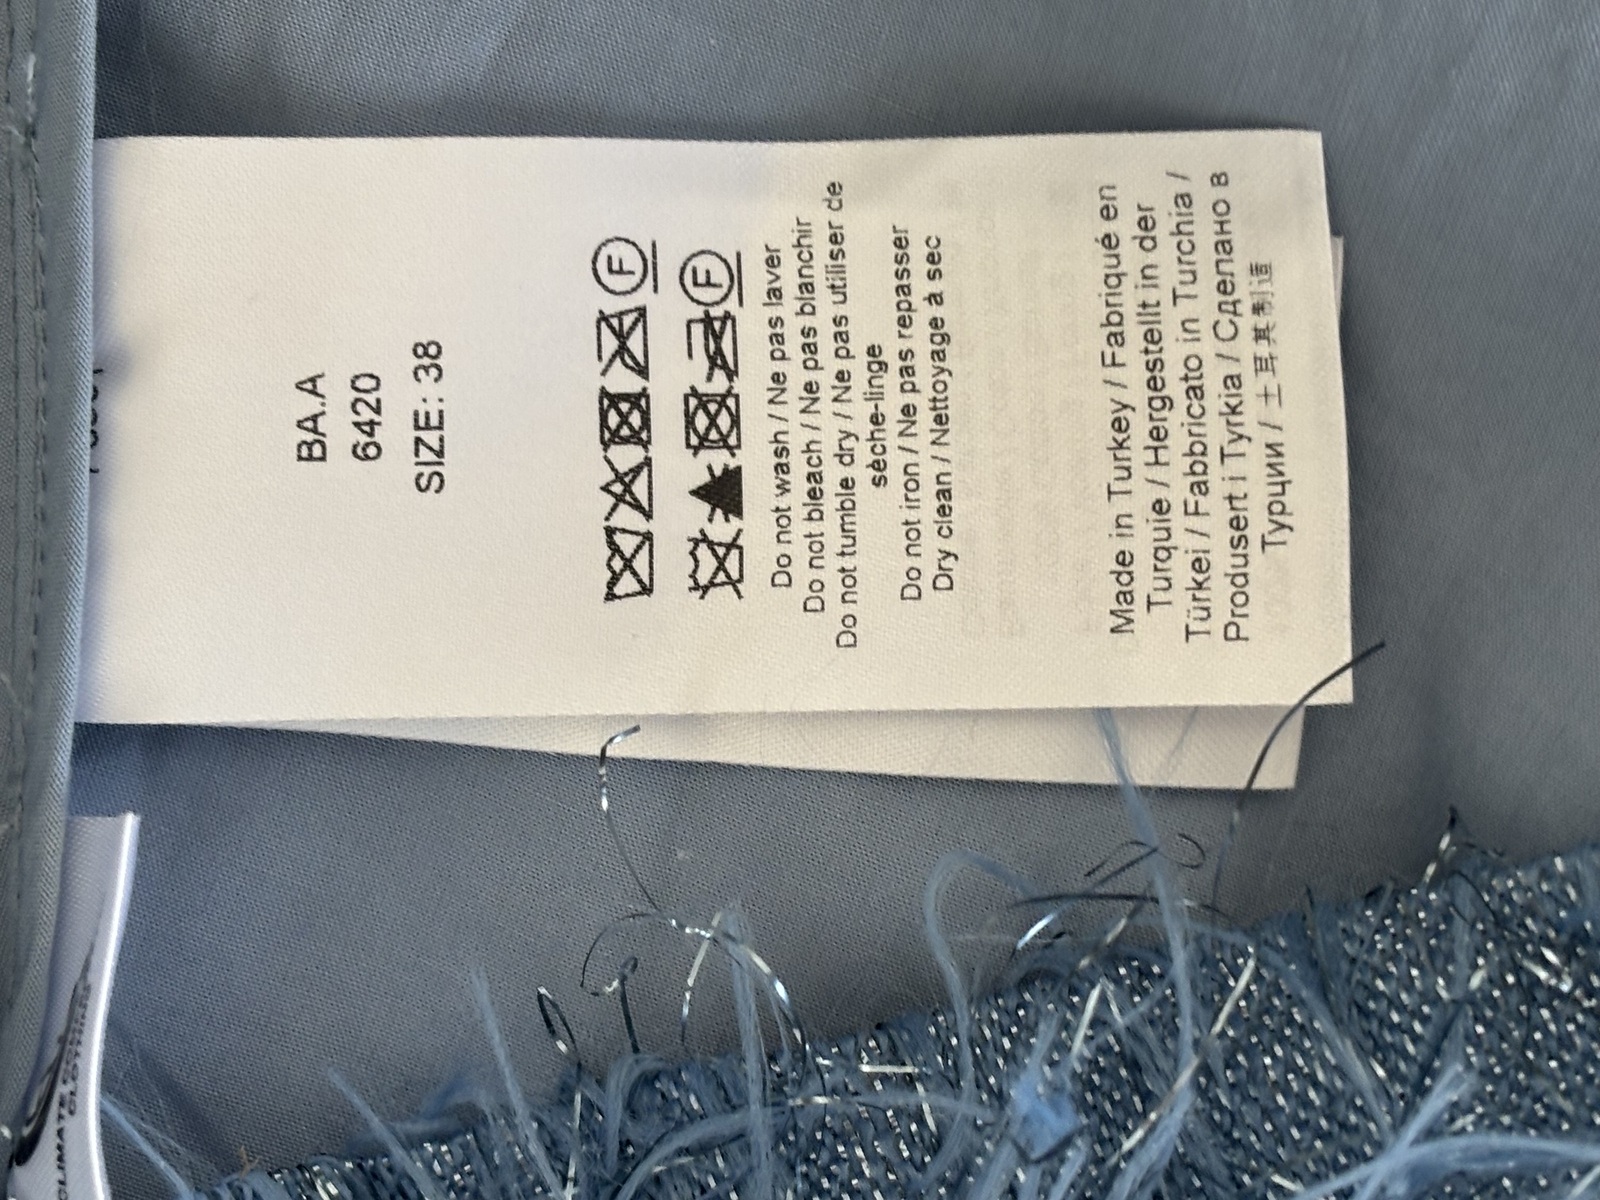 BA.A
6420
SIZE: 38
F
F
Do not wash / Ne pas laver
Do not bleach / Ne pas blanchir
Do not tumble dry / Ne pas utiliser de
sèche-linge
Do not iron / Ne pas repasser
Dry clean / Nettoyage à sec
Made in Turkey / Fabriqué en
Turquie / Hergestellt in der
Türkei / Fabbricato in Turchia /
Produsert i Tyrkia / Сделано в
Турции / 土耳其制造
CLIMATE
CLOTHING